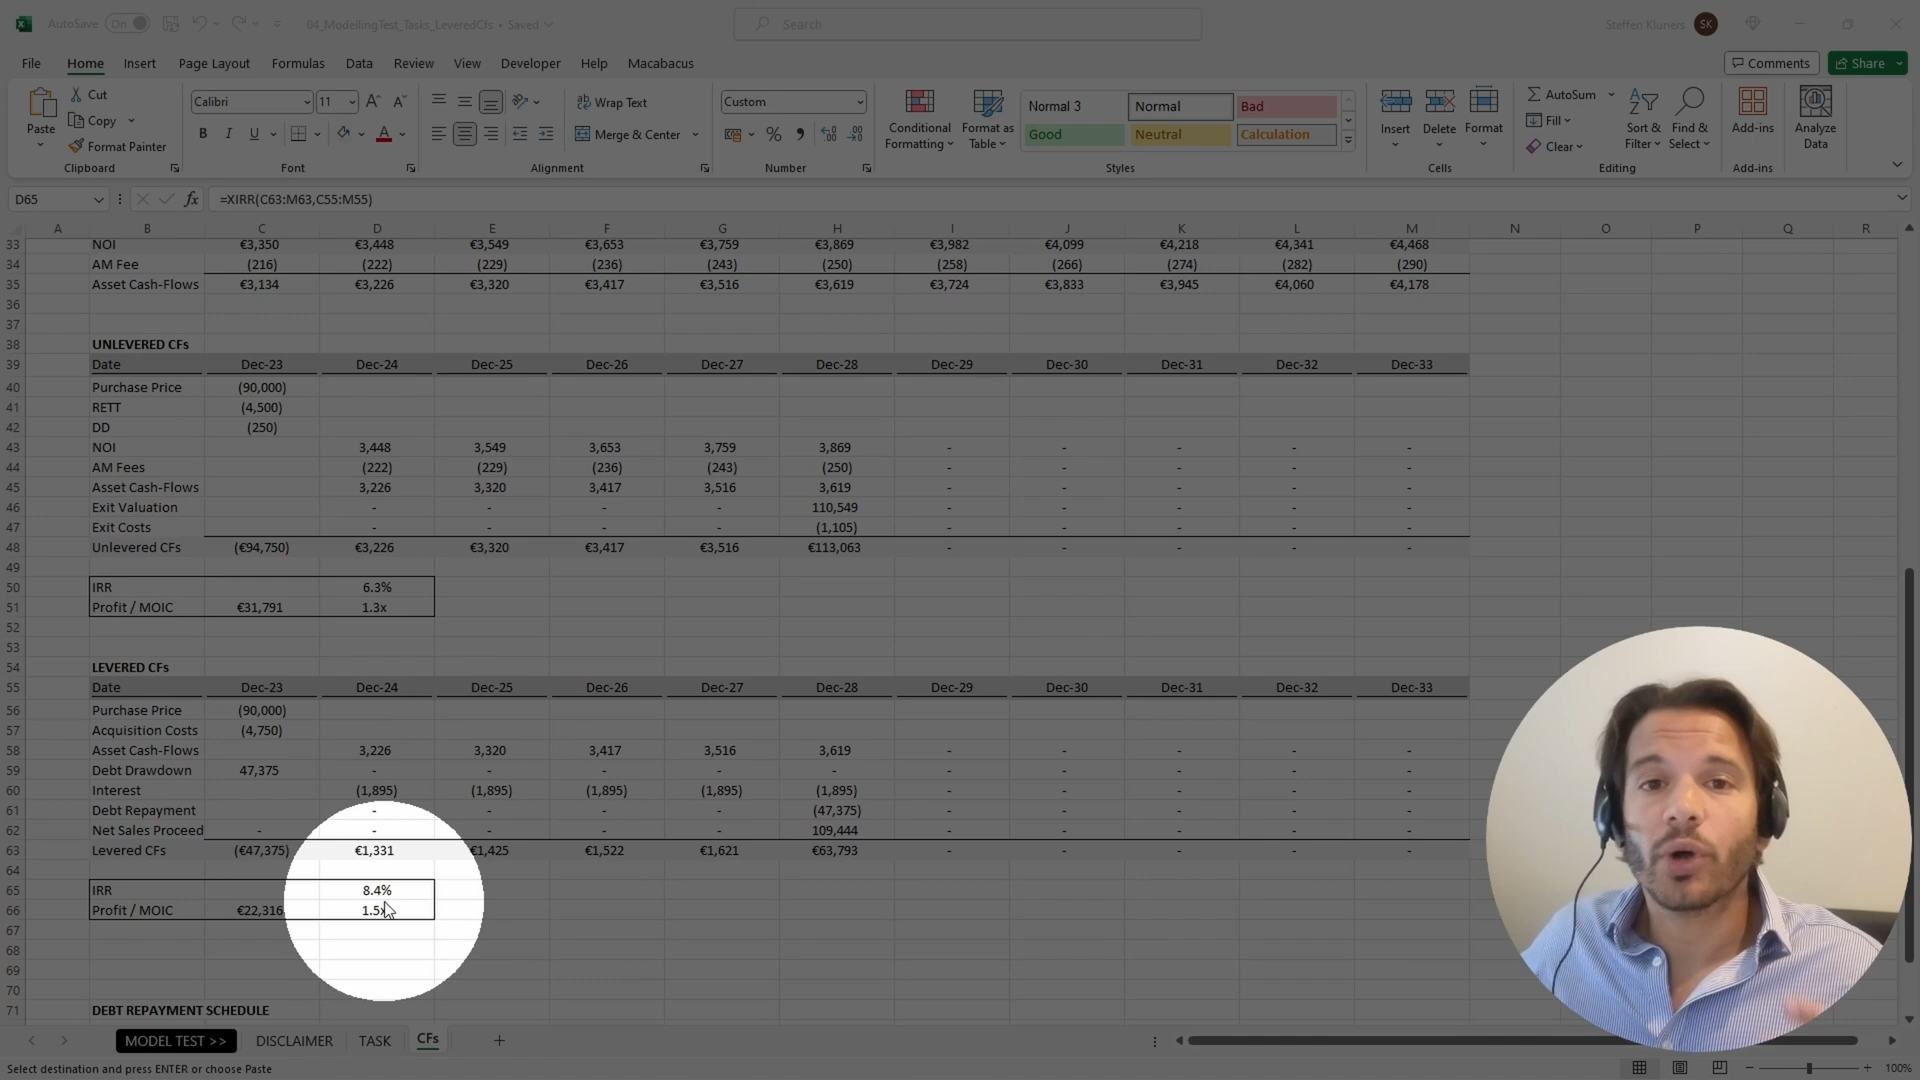 AutoSave On 04_ModellingTest_Tasks_LeveredCfs • Saved Search Steffen Kluners SK
File Home Insert Page Layout Formulas Data Review View Developer Help Macabacus Comments Share
Paste Cut Copy Format Painter Clipboard
Calibri 11 B I U A Font
Wrap Text Merge & Center Alignment
Custom % Number
Conditional Formatting Format as Table Normal 3 Normal Bad Good Neutral Calculation Styles
Insert Delete Format Cells
AutoSum Fill Clear Sort & Filter Find & Select Editing
Add-ins Add-ins Analyze Data
D65 fx =XIRR(C63:M63,C55:M55)
A B C D E F G H I J K L M N O P Q R
33 NOI €3,350 €3,448 €3,549 €3,653 €3,759 €3,869 €3,982 €4,099 €4,218 €4,341 €4,468
34 AM Fee (216) (222) (229) (236) (243) (250) (258) (266) (274) (282) (290)
35 Asset Cash-Flows €3,134 €3,226 €3,320 €3,417 €3,516 €3,619 €3,724 €3,833 €3,945 €4,060 €4,178
36
37
38 UNLEVERED CFs
39 Date Dec-23 Dec-24 Dec-25 Dec-26 Dec-27 Dec-28 Dec-29 Dec-30 Dec-31 Dec-32 Dec-33
40 Purchase Price (90,000)
41 RETT (4,500)
42 DD (250)
43 NOI 3,448 3,549 3,653 3,759 3,869 - - - - -
44 AM Fees (222) (229) (236) (243) (250) - - - - -
45 Asset Cash-Flows 3,226 3,320 3,417 3,516 3,619 - - - - -
46 Exit Valuation - - - - 110,549 - - - - -
47 Exit Costs - - - - (1,105) - - - - -
48 Unlevered CFs (€94,750) €3,226 €3,320 €3,417 €3,516 €113,063 - - - - -
49
50 IRR 6.3%
51 Profit / MOIC €31,791 1.3x
52
53
54 LEVERED CFs
55 Date Dec-23 Dec-24 Dec-25 Dec-26 Dec-27 Dec-28 Dec-29 Dec-30 Dec-31 Dec-32 Dec-33
56 Purchase Price (90,000)
57 Acquisition Costs (4,750)
58 Asset Cash-Flows 3,226 3,320 3,417 3,516 3,619 - - - - -
59 Debt Drawdown 47,375 - - - - - - - - - -
60 Interest (1,895) (1,895) (1,895) (1,895) (1,895) - - - - -
61 Debt Repayment - - - - (47,375) - - - - -
62 Net Sales Proceed - - - - - 109,444 - - - - -
63 Levered CFs (€47,375) €1,331 €1,425 €1,522 €1,621 €63,793 - - - - -
64
65 IRR 8.4%
66 Profit / MOIC €22,316 1.5x
67
68
69
70
71 DEBT REPAYMENT SCHEDULE
MODEL TEST >> DISCLAIMER TASK CFs
Select destination and press ENTER or choose Paste 100%